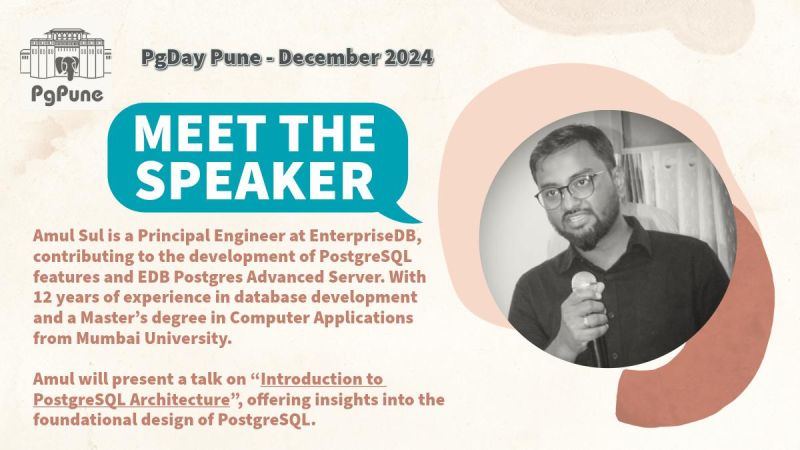 PgDay Pune - December 2024
PgPune
MEET THE
SPEAKER
Amul Sul is a Principal Engineer at EnterpriseDB,
contributing to the development of PostgreSQL
features and EDB Postgres Advanced Server. With
12 years of experience in database development
and a Master’s degree in Computer Applications
from Mumbai University.
Amul will present a talk on “Introduction to
PostgreSQL Architecture”, offering insights into the
foundational design of PostgreSQL.